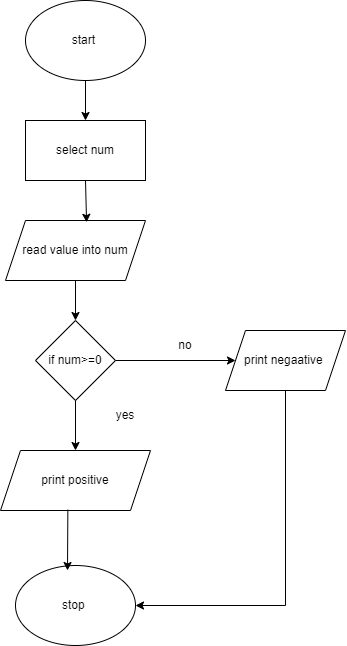 start
select num
read value into num
if num>=0
no
print negaative
yes
print positive
stop